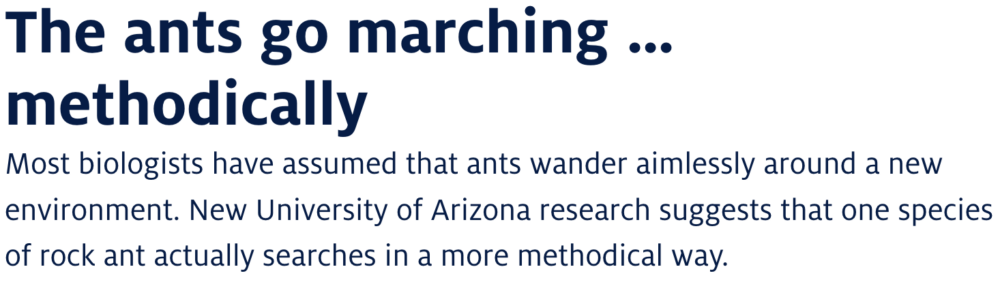 The ants go marching ...
methodically
Most biologists have assumed that ants wander aimlessly around a new
environment. New University of Arizona research suggests that one species
of rock ant actually searches in a more methodical way.